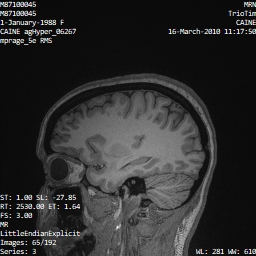 M87100045
M87100045
1-January-1988 F
CAINE agHyper_06267
mprage_5e RMS
MRN
TrioTim
CAINE
16-March-2010 11:17:50
ST: 1.00 SL: -27.85
RT: 2530.00 ET: 1.64
FS: 3.00
MR
LittleEndianExplicit
Images: 65/192
Series: 3
WL: 281 WW: 610